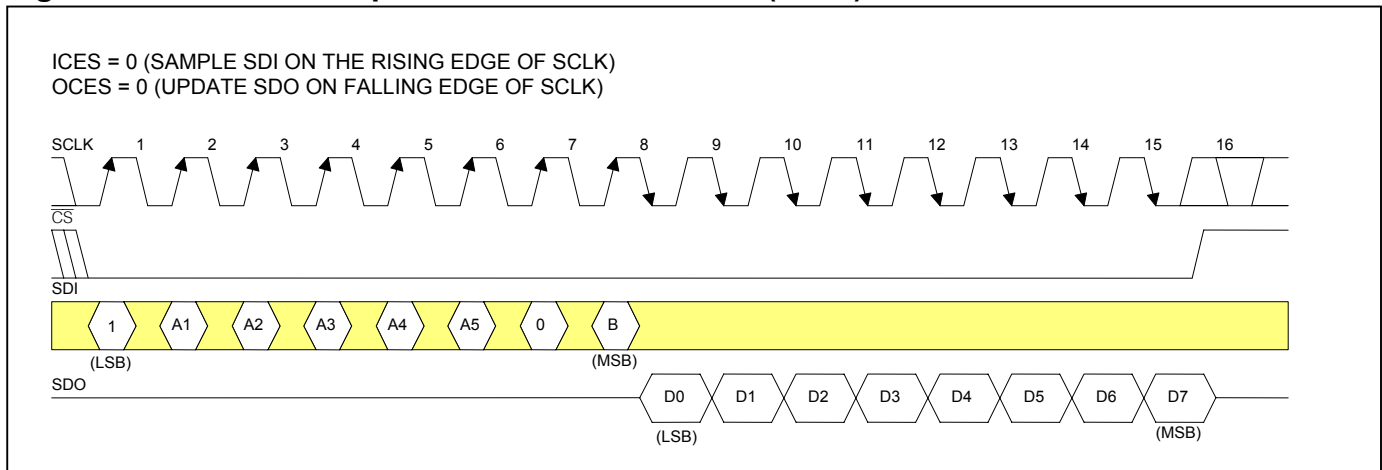 ICES = 0 (SAMPLE SDI ON THE RISING EDGE OF SCLK)
OCES = 0 (UPDATE SDO ON FALLING EDGE OF SCLK)
SCLK 1 2 3 4 5 6 7 8 9 10 11 12 13 14 15 16
CS
SDI
1 A1 A2 A3 A4 A5 0 B
(LSB) (MSB)
SDO
D0 D1 D2 D3 D4 D5 D6 D7
(LSB) (MSB)